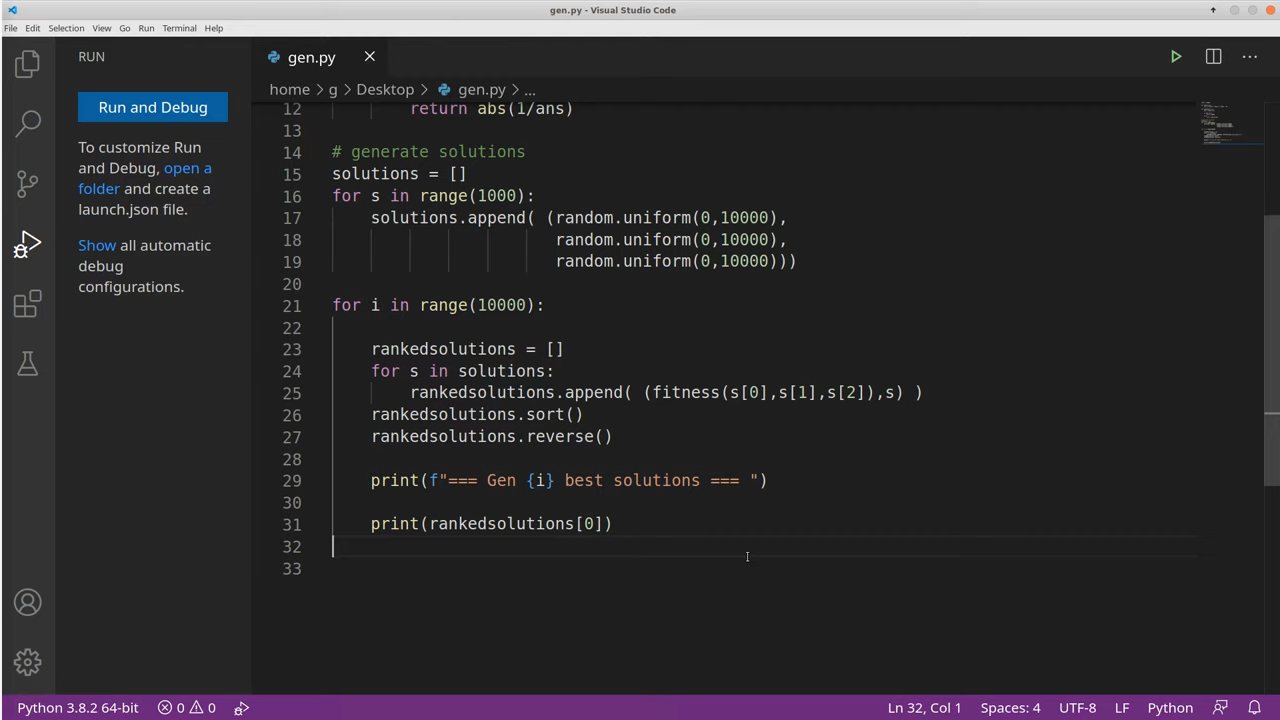 gen.py - Visual Studio Code
File Edit Selection View Go Run Terminal Help
RUN
gen.py
Run and Debug
home > g > Desktop > gen.py > ...
To customize Run
and Debug, open a
folder and create a
launch.json file.
Show all automatic
debug
configurations.
12         return abs(1/ans)
13
14 # generate solutions
15 solutions = []
16 for s in range(1000):
17     solutions.append( (random.uniform(0,10000),
18                        random.uniform(0,10000),
19                        random.uniform(0,10000)))
20
21 for i in range(10000):
22
23     rankedsolutions = []
24     for s in solutions:
25         rankedsolutions.append( (fitness(s[0],s[1],s[2]),s) )
26     rankedsolutions.sort()
27     rankedsolutions.reverse()
28
29     print(f"=== Gen {i} best solutions === ")
30
31     print(rankedsolutions[0])
32
33
Python 3.8.2 64-bit 0 0 Ln 32, Col 1 Spaces: 4 UTF-8 LF Python